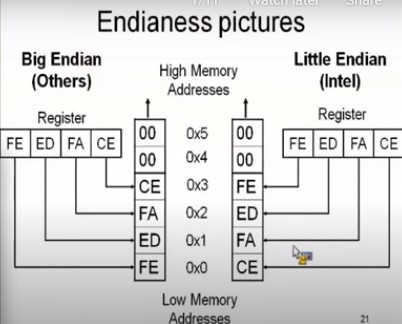 1/11 Watch later Share
Endianess pictures
Big Endian
(Others)
High Memory
Addresses
Little Endian
(Intel)
Register
Register
FE ED FA CE
FE ED FA CE
00 0x5 00
00 0x4 00
CE 0x3 FE
FA 0x2 ED
ED 0x1 FA
FE 0x0 CE
Low Memory
Addresses
21